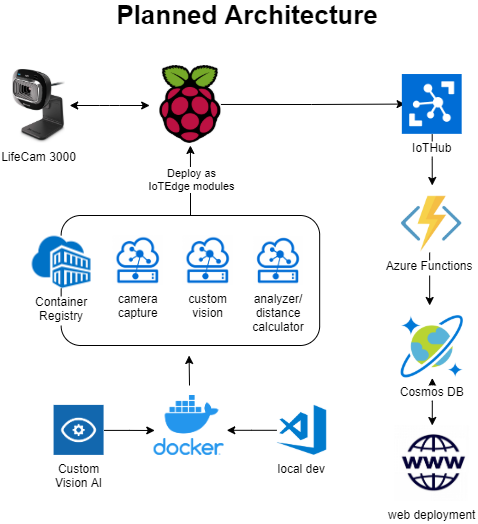 Planned Architecture
LifeCam 3000
IoTHub
Deploy as
IoTEdge modules
Azure Functions
Container
Registry
camera
capture
custom
vision
analyzer/
distance
calculator
Cosmos DB
docker
Custom
Vision AI
local dev
WWW
web deployment